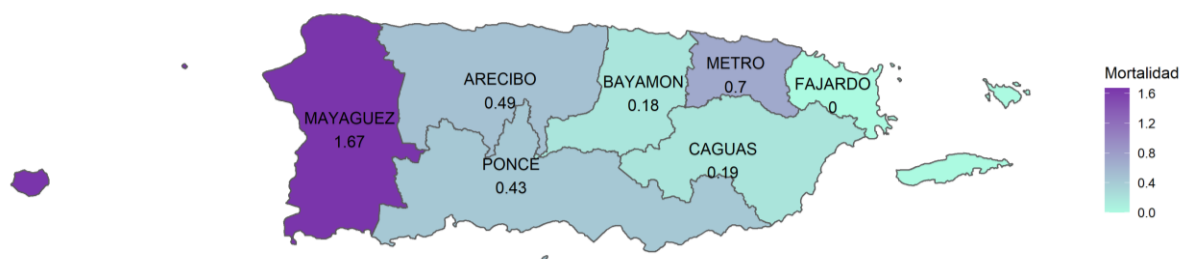 MAYAGUEZ
1.67
ARECIBO
0.49
PONCE
0.43
BAYAMON
0.18
METRO
0.7
CAGUAS
0.19
FAJARDO
0
Mortalidad
1.6
1.2
0.8
0.4
0.0